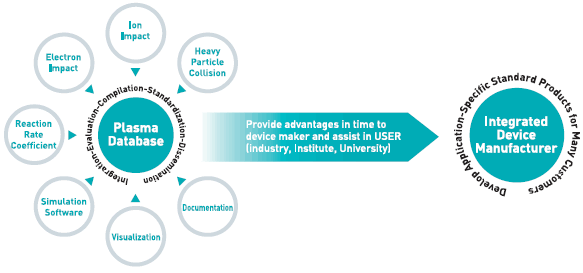 Ion
Impact
Electron
Impact
Heavy
Particle
Collision
Reaction
Rate
Coefficient
Plasma
Database
Integration-Evaluation-Compilation-Standardization-Dissemination
Simulation
Software
Visualization
Documentation
Provide advantages in time to
device maker and assist in USER
(industry, Institute, University)
Integrated
Device
Manufacturer
Develop Application-Specific Standard Products for Many Customers